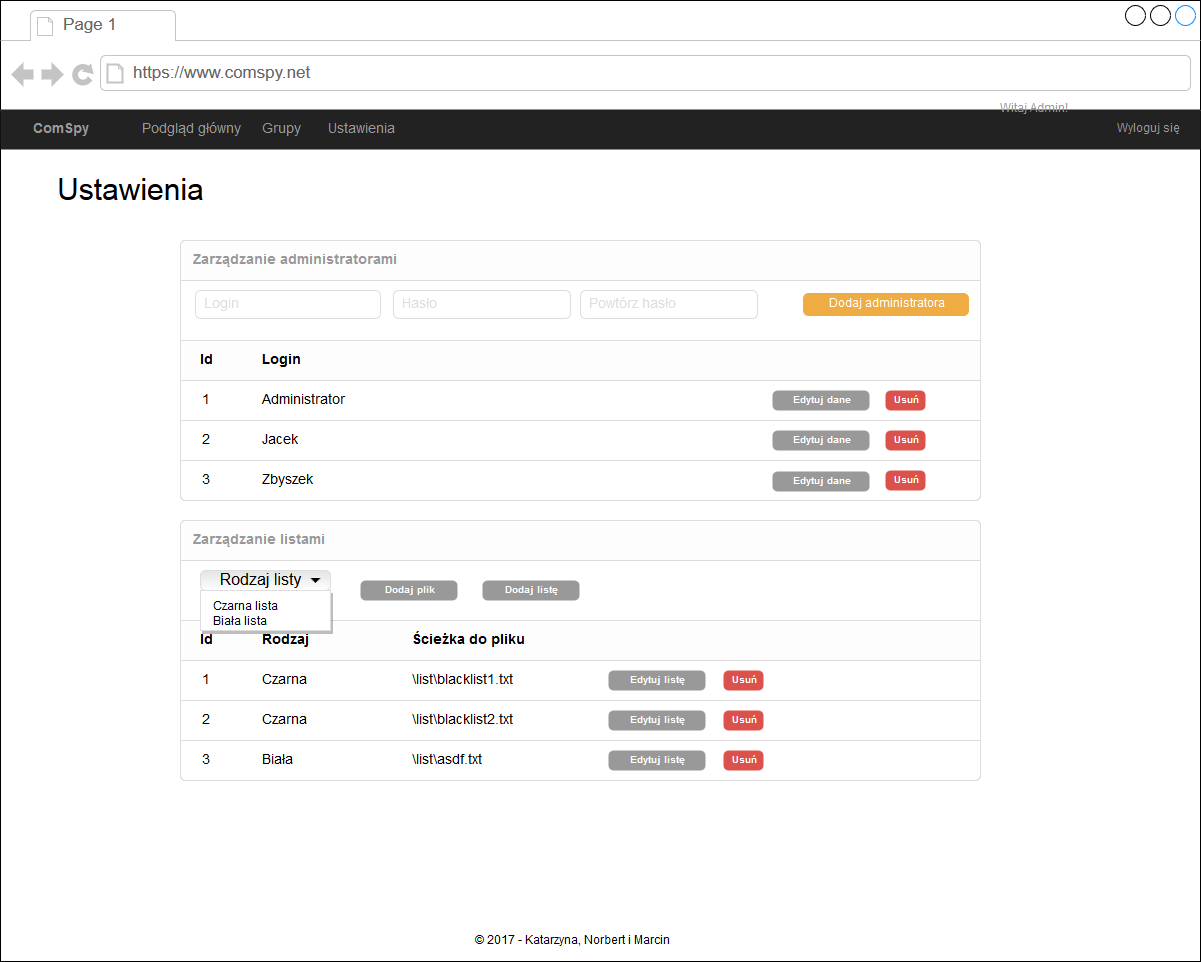 Page 1
https://www.comspy.net
Witaj Admin!
ComSpy Podgląd główny Grupy Ustawienia Wyloguj się
Ustawienia
Zarządzanie administratorami
Login Hasło Powtórz hasło Dodaj administratora
Id Login
1 Administrator Edytuj dane Usuń
2 Jacek Edytuj dane Usuń
3 Zbyszek Edytuj dane Usuń
Zarządzanie listami
Rodzaj listy Dodaj plik Dodaj listę
Czarna lista
Biała lista
Id Rodzaj Ścieżka do pliku
1 Czarna \list\blacklist1.txt Edytuj listę Usuń
2 Czarna \list\blacklist2.txt Edytuj listę Usuń
3 Biała \list\asdf.txt Edytuj listę Usuń
© 2017 - Katarzyna, Norbert i Marcin